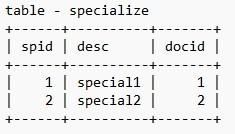 table - specialize
+------+----------+-------+
| spid | desc     | docid |
+------+----------+-------+
|    1 | special1 |     1 |
|    2 | special2 |     2 |
+------+----------+-------+